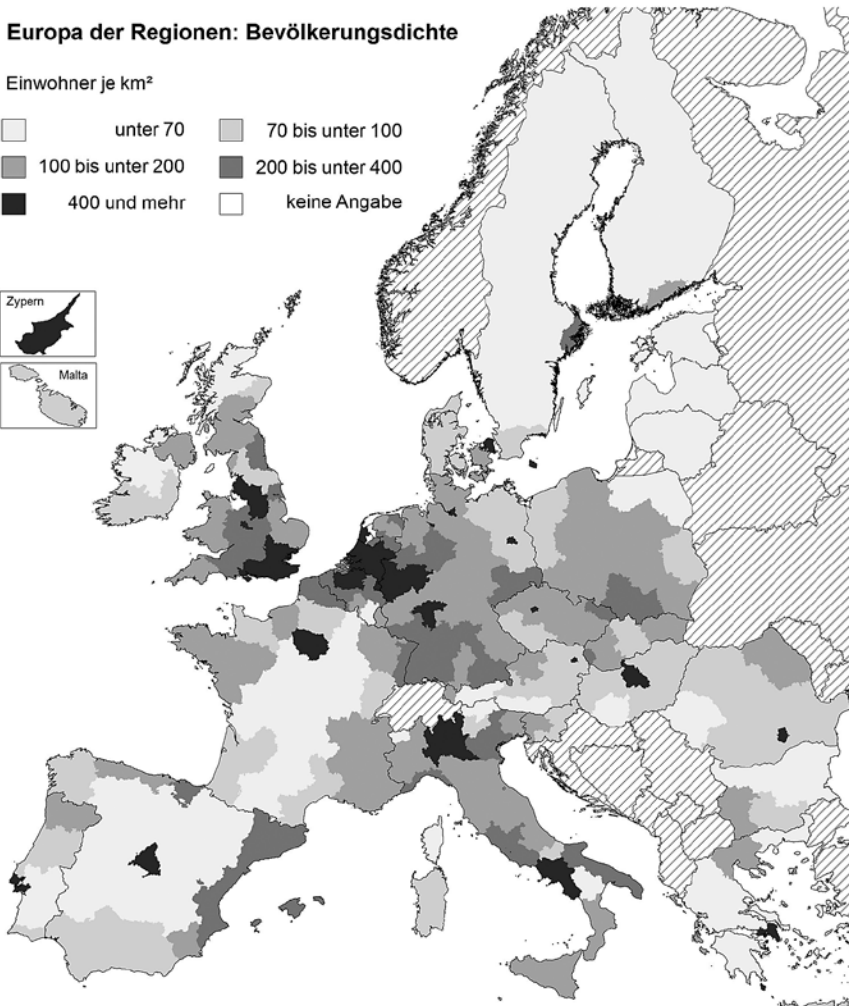 Europa der Regionen: Bevölkerungsdichte
Einwohner je km²
unter 70
70 bis unter 100
100 bis unter 200
200 bis unter 400
400 und mehr
keine Angabe
Zypern
Malta